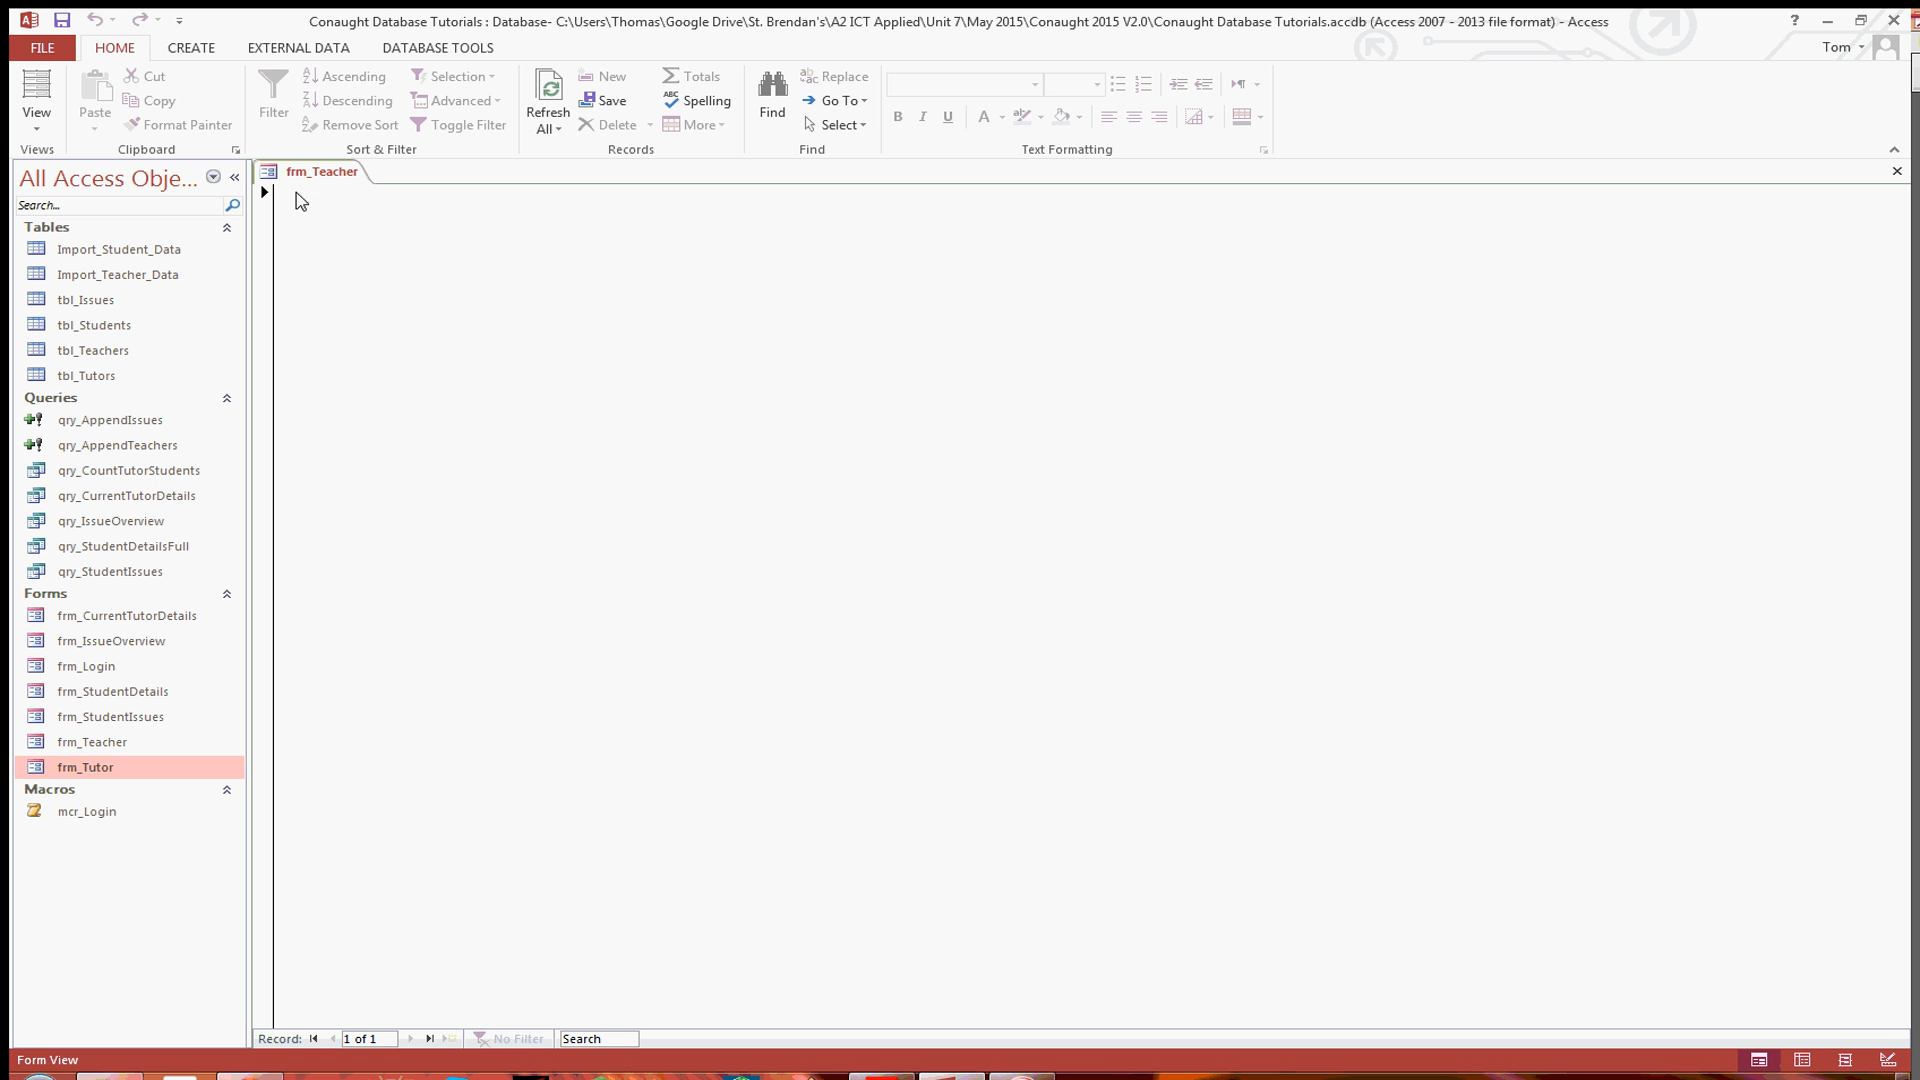 Conaught Database Tutorials : Database- C:\Users\Thomas\Google Drive\St. Brendan's\A2 ICT Applied\Unit 7\May 2015\Conaught 2015 V2.0\Conaught Database Tutorials.accdb (Access 2007 - 2013 file format) - Access
FILE HOME CREATE EXTERNAL DATA DATABASE TOOLS Tom
View
Views
Paste
Cut
Copy
Format Painter
Clipboard
Filter
Ascending
Descending
Remove Sort
Selection
Advanced
Toggle Filter
Sort & Filter
Refresh
All
New
Save
Delete
Totals
Spelling
More
Records
Find
Replace
Go To
Select
Find
B I U A
Text Formatting
All Access Obje...
Search...
Tables
Import_Student_Data
Import_Teacher_Data
tbl_Issues
tbl_Students
tbl_Teachers
tbl_Tutors
Queries
qry_AppendIssues
qry_AppendTeachers
qry_CountTutorStudents
qry_CurrentTutorDetails
qry_IssueOverview
qry_StudentDetailsFull
qry_StudentIssues
Forms
frm_CurrentTutorDetails
frm_IssueOverview
frm_Login
frm_StudentDetails
frm_StudentIssues
frm_Teacher
frm_Tutor
Macros
mcr_Login
frm_Teacher
Record: 1 of 1 No Filter Search
Form View